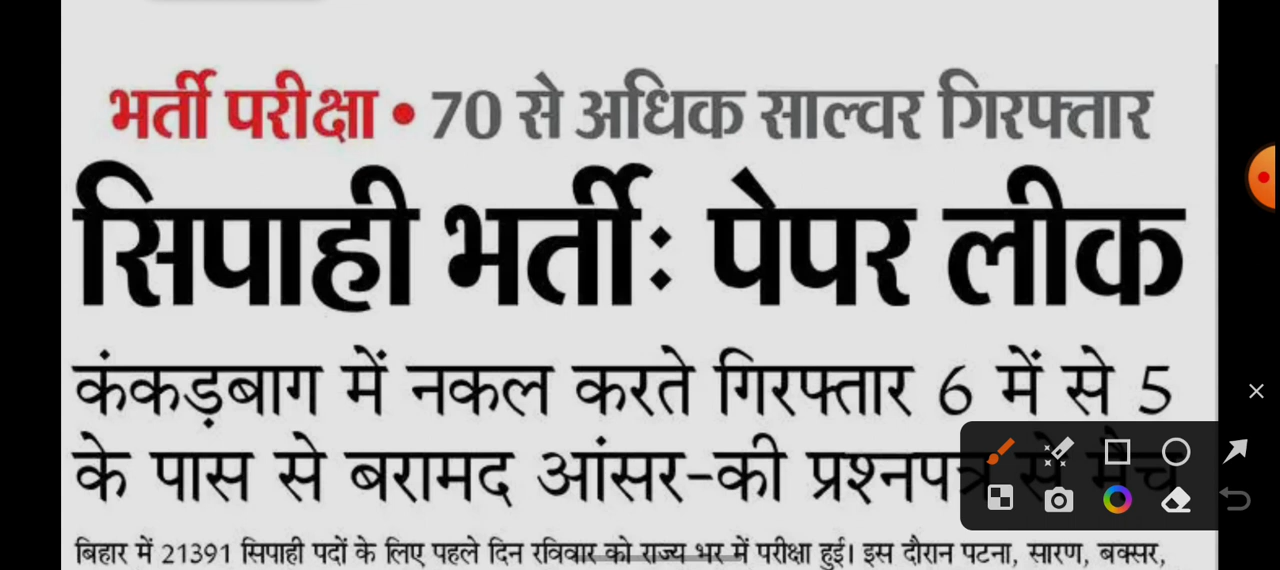 भर्ती परीक्षा • 70 से अधिक साल्वर गिरफ्तार
सिपाही भर्ती: पेपर लीक
कंकड़बाग में नकल करते गिरफ्तार 6 में से 5
के पास से बरामद आंसर-की प्रश्नपत्र से मैच
बिहार में 21391 सिपाही पदों के लिए पहले दिन रविवार को राज्य भर में परीक्षा हुई। इस दौरान पटना, सारण, बक्सर,